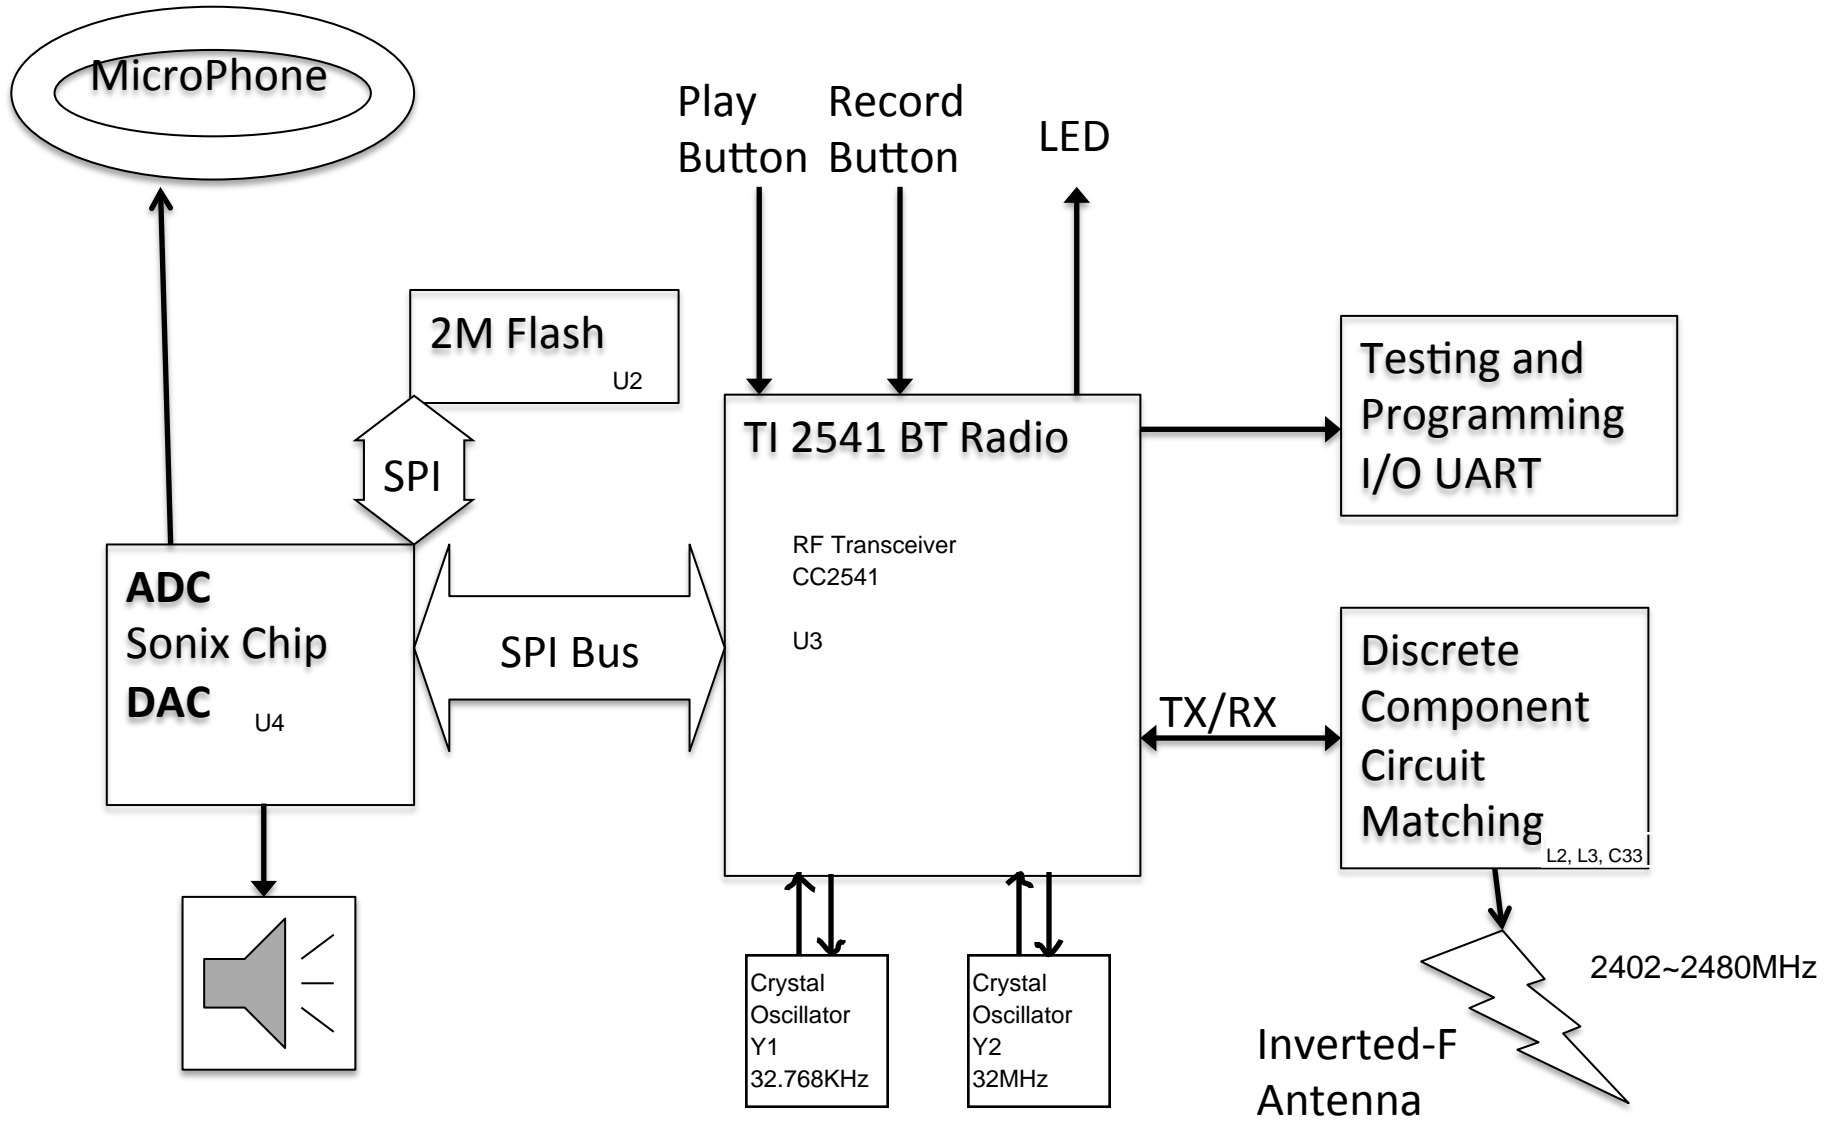 MicroPhone
Play
Button
Record
Button
LED
2M Flash
U2
SPI
TI 2541 BT Radio
RF Transceiver
CC2541
U3
Testing and
Programming
I/O UART
ADC
Sonix Chip
DAC
U4
SPI Bus
TX/RX
Discrete
Component
Circuit
Matching
L2, L3, C33
Crystal
Oscillator
Y1
32.768KHz
Crystal
Oscillator
Y2
32MHz
2402~2480MHz
Inverted-F
Antenna